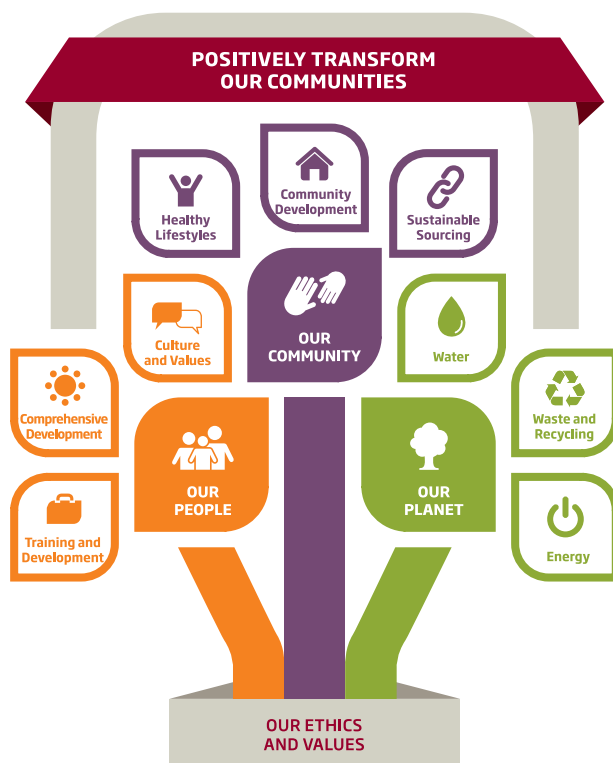 POSITIVELY TRANSFORM
OUR COMMUNITIES
Healthy
Lifestyles
Community
Development
Sustainable
Sourcing
Culture
and Values
OUR
COMMUNITY
Water
Comprehensive
Development
Waste and
Recycling
OUR
PEOPLE
OUR
PLANET
Training and
Development
Energy
OUR ETHICS
AND VALUES